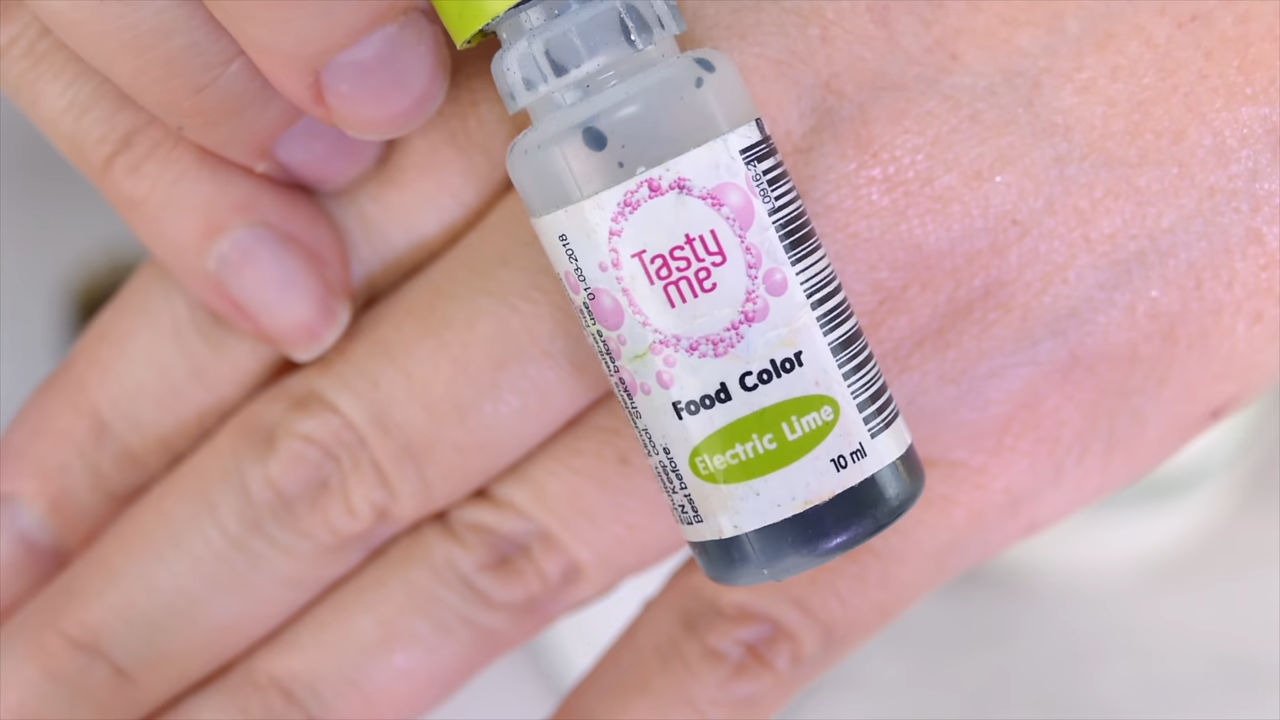 Tasty
me
Food Color
Electric Lime
10 ml
Best before:
EN: Keep cool. Shake before use. 01-03-2018